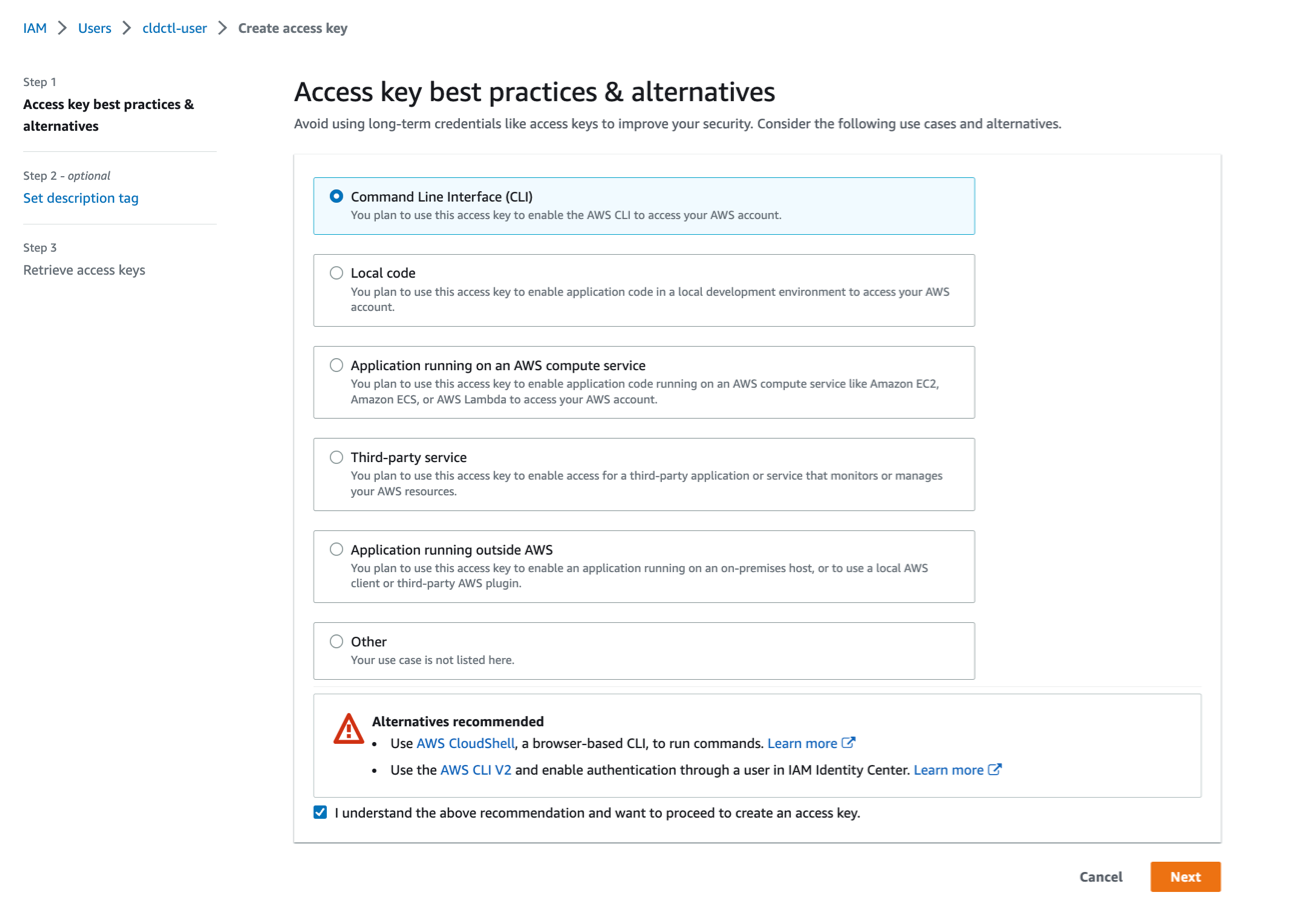 IAM > Users > cldctl-user > Create access key
Step 1
Access key best practices &
alternatives
Step 2 - optional
Set description tag
Step 3
Retrieve access keys
Access key best practices & alternatives
Avoid using long-term credentials like access keys to improve your security. Consider the following use cases and alternatives.
Command Line Interface (CLI)
You plan to use this access key to enable the AWS CLI to access your AWS account.
Local code
You plan to use this access key to enable application code in a local development environment to access your AWS
account.
Application running on an AWS compute service
You plan to use this access key to enable application code running on an AWS compute service like Amazon EC2,
Amazon ECS, or AWS Lambda to access your AWS account.
Third-party service
You plan to use this access key to enable access for a third-party application or service that monitors or manages
your AWS resources.
Application running outside AWS
You plan to use this access key to enable an application running on an on-premises host, or to use a local AWS
client or third-party AWS plugin.
Other
Your use case is not listed here.
Alternatives recommended
• Use AWS CloudShell, a browser-based CLI, to run commands. Learn more
• Use the AWS CLI V2 and enable authentication through a user in IAM Identity Center. Learn more
I understand the above recommendation and want to proceed to create an access key.
Cancel
Next